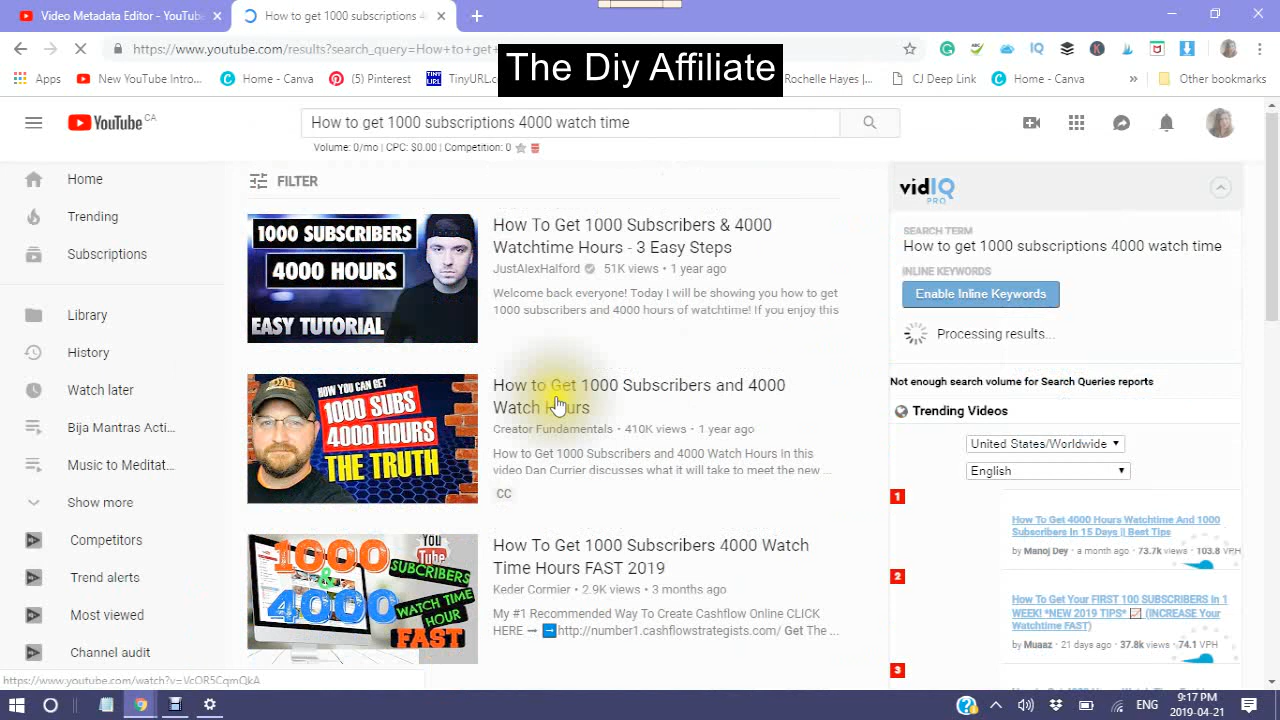 Video Metadata Editor - YouTube
How to get 1000 subscriptions 4
https://www.youtube.com/results?search_query=How+to+get+
The Diy Affiliate
Apps
New YouTube Intro...
Home - Canva
(5) Pinterest
TINY URL
TinyURL.c
Rochelle Hayes |...
CJ Deep Link
Home - Canva
»
Other bookmarks
YouTube CA
How to get 1000 subscriptions 4000 watch time
Volume: 0/mo | CPC: $0.00 | Competition: 0
Home
Trending
Subscriptions
Library
History
Watch later
Bija Mantras Acti...
Music to Meditat...
Show more
Competitors
Trend alerts
Most viewed
Channel audit
FILTER
1000 SUBSCRIBERS
4000 HOURS
EASY TUTORIAL
How To Get 1000 Subscribers & 4000
Watchtime Hours - 3 Easy Steps
JustAlexHalford 51K views • 1 year ago
Welcome back everyone! Today I will be showing you how to get
1000 subscribers and 4000 hours of watchtime! If you enjoy this
HOW YOU CAN GET
1000 SUBS
4000 HOURS
THE TRUTH
How to Get 1000 Subscribers and 4000
Watch Hours
Creator Fundamentals • 410K views • 1 year ago
How to Get 1000 Subscribers and 4000 Watch Hours in this
video Dan Currier discusses what it will take to meet the new ...
CC
1000
&
4000
YOU Tube
SUBCRIBERS
WATCH TIME
HOUR
FAST
How To Get 1000 Subscribers 4000 Watch
Time Hours FAST 2019
Keder Cormier • 2.9K views • 3 months ago
My #1 Recommended Way To Create Cashflow Online CLICK
HERE → http://number1.cashflowstrategists.com/ Get The ...
vidIQ
PRO
SEARCH TERM
How to get 1000 subscriptions 4000 watch time
INLINE KEYWORDS
Enable Inline Keywords
Processing results...
Not enough search volume for Search Queries reports
Trending Videos
United States/Worldwide
English
1
How To Get 4000 Hours Watchtime And 1000
Subscribers In 15 Days || Best Tips
by Manoj Dey • a month ago • 73.7k views • 103.8 VPH
2
How To Get Your FIRST 100 SUBSCRIBERS in 1
WEEK! *NEW 2019 TIPS* 📈 (INCREASE Your
Watchtime FAST)
by Muaaz • 21 days ago • 37.8k views • 74.1 VPH
3
https://www.youtube.com/watch?v=VcOR5CqmQkA
ENG
9:17 PM
2019-04-21